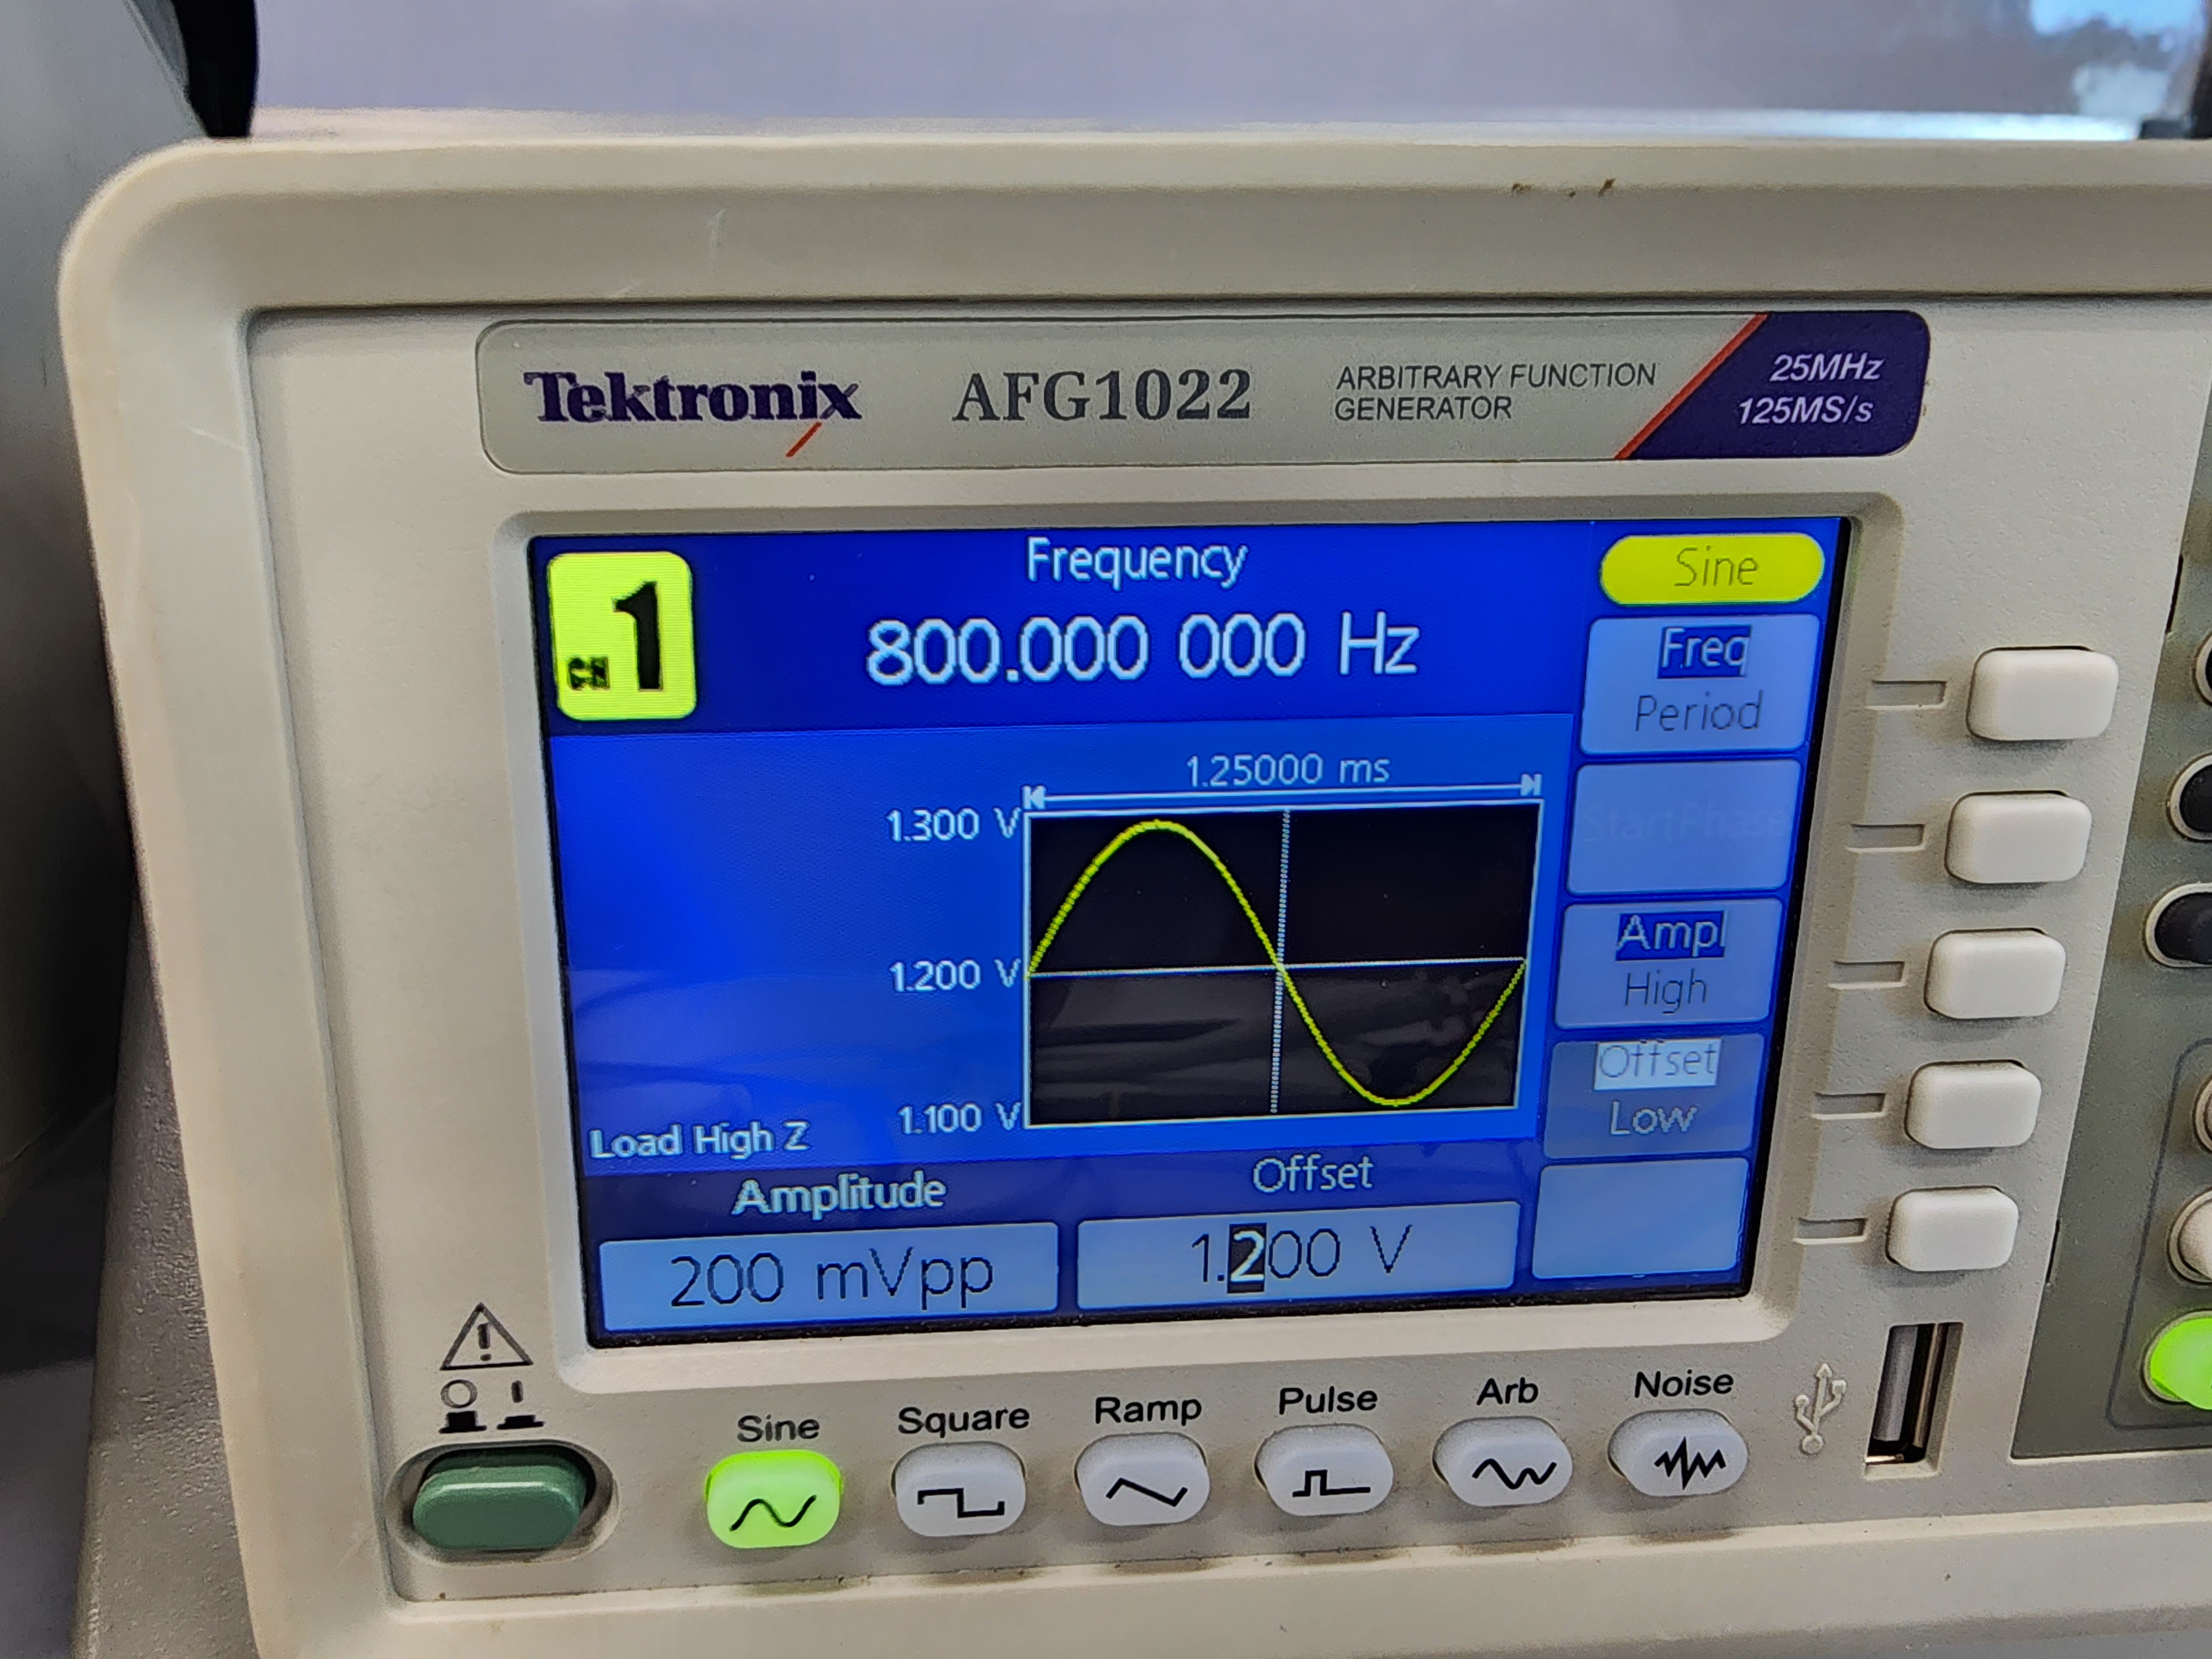 Tektronix AFG1022 ARBITRARY FUNCTION GENERATOR 25MHz 125MS/s
CH 1
Frequency
800.000 000 Hz
Sine
Freq
Period
1.25000 ms
1.300 V
1.200 V
1.100 V
Load High Z
Ampl
High
Offset
Low
Amplitude
200 mVpp
Offset
1.200 V
Sine Square Ramp Pulse Arb Noise